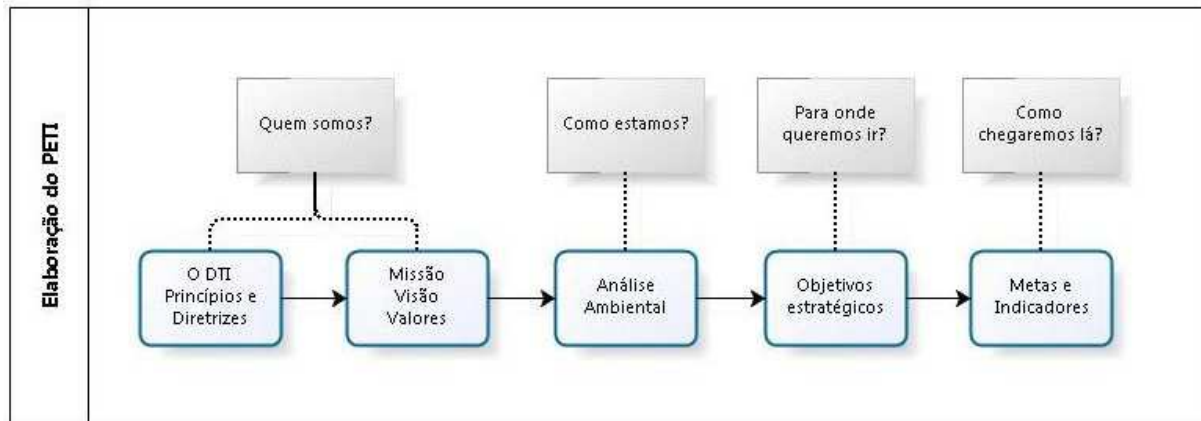 Elaboração do PETI
Quem somos?
Como estamos?
Para onde
queremos ir?
Como
chegaremos lá?
O DTI
Princípios e
Diretrizes
Missão
Visão
Valores
Análise
Ambiental
Objetivos
estratégicos
Metas e
Indicadores